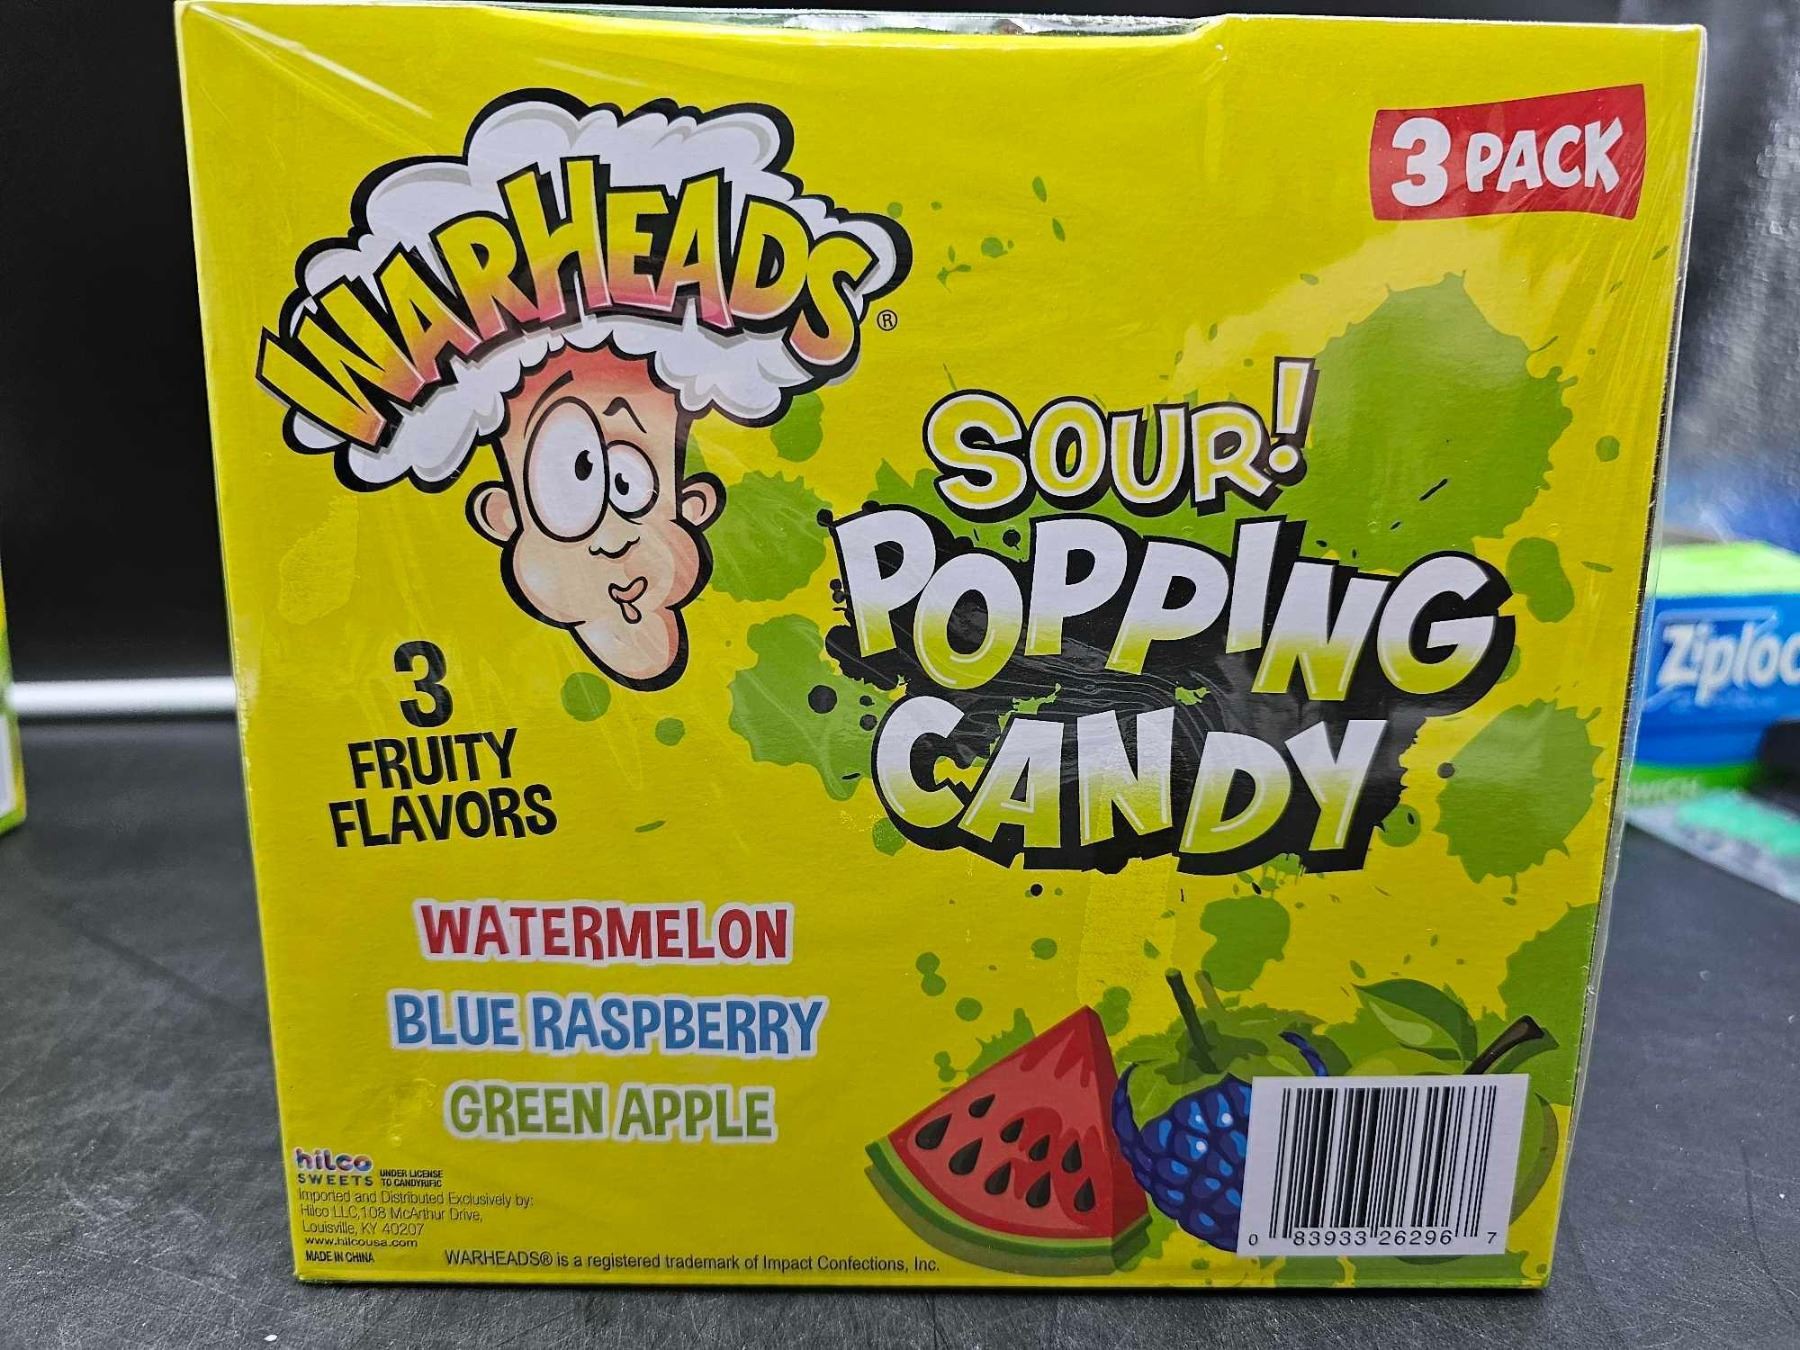 WARHEADS®
3 PACK
SOUR!
POPPING
CANDY
3
FRUITY
FLAVORS
WATERMELON
BLUE RASPBERRY
GREEN APPLE
hilco
SWEETS
UNDER LICENSE
TO CANDYRIFIC
Imported and Distributed Exclusively by:
Hilco LLC, 108 McArthur Drive,
Louisville, KY 40207
www.hilcousa.com
MADE IN CHINA
WARHEADS® is a registered trademark of Impact Confections, Inc.
0 83933 26296 7
Ziploc
WICH